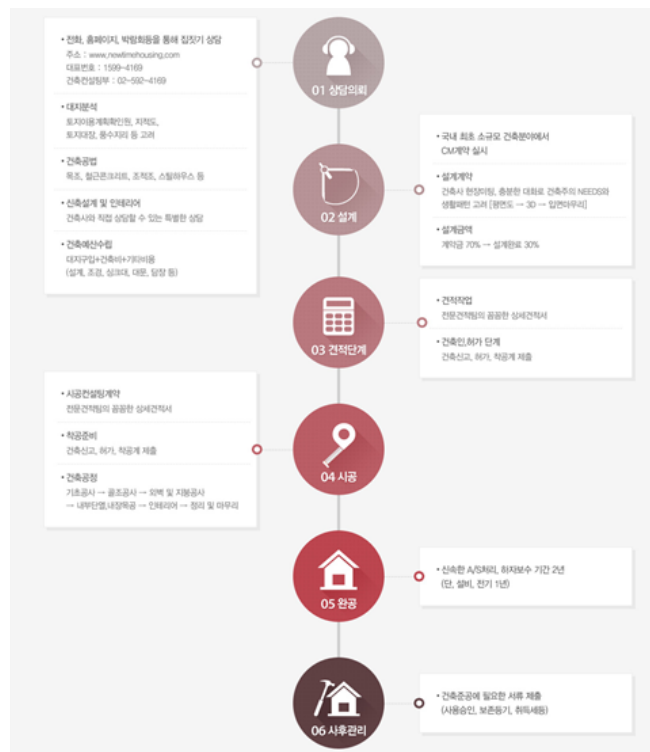 • 전화, 홈페이지, 박람회등을 통해 집짓기 상담
주소 : www.newtimehousing.com
대표번호 : 1599-4169
건축컨설팅부 : 02-592-4169
• 대지분석
토지이용계획확인원, 지적도,
토지대장, 풍수지리 등 고려
• 건축공법
목조, 철근콘크리트, 조적조, 스틸하우스 등
• 신축설계 및 인테리어
건축사와 직접 상담할 수 있는 특별한 상담
• 건축예산수립
대지구입+건축비+기타비용
(설계, 조경, 싱크대, 대문, 담장 등)
01 상담의뢰
• 국내 최초 소규모 건축분야에서
CM계약 실시
• 설계계약
건축사 현장미팅, 충분한 대화로 건축주의 NEEDS와
생활패턴 고려 [평면도 → 3D → 입면마무리]
• 설계금액
계약금 70% → 설계완료 30%
02 설계
• 견적작업
전문견적팀의 꼼꼼한 상세견적서
• 건축인,허가 단계
건축신고, 허가, 착공계 제출
03 견적단계
• 시공컨설팅계약
전문견적팀의 꼼꼼한 상세견적서
• 착공준비
건축신고, 허가, 착공계 제출
• 건축공정
기초공사 → 골조공사 → 외벽 및 지붕공사
→ 내부단열,내장목공 → 인테리어 → 정리 및 마무리
04 시공
• 신속한 A/S처리, 하자보수 기간 2년
(단, 설비, 전기 1년)
05 완공
• 건축준공에 필요한 서류 제출
(사용승인, 보존등기, 취득세등)
06 사후관리